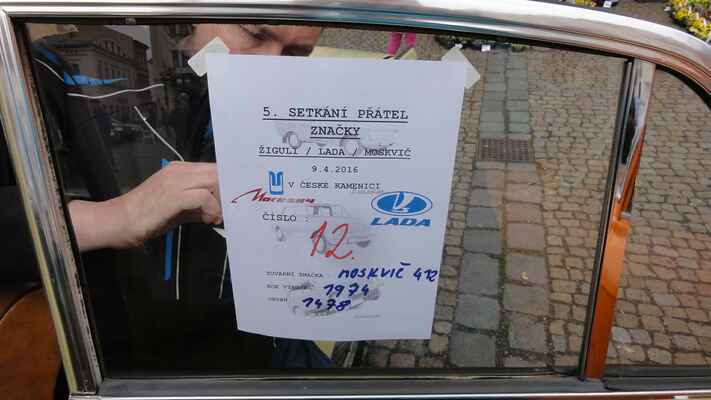 5. SETKÁNÍ PŘÁTEL
ZNAČKY
ŽIGULI / LADA / MOSKVIČ
9.4.2016
V ČESKÉ KAMENICI
Москвич
LADA
ČÍSLO :
12.
TOVÁRNÍ ZNAČKA MOSKVIČ 412
ROK VÝROBY 1974
OBSAH 1478